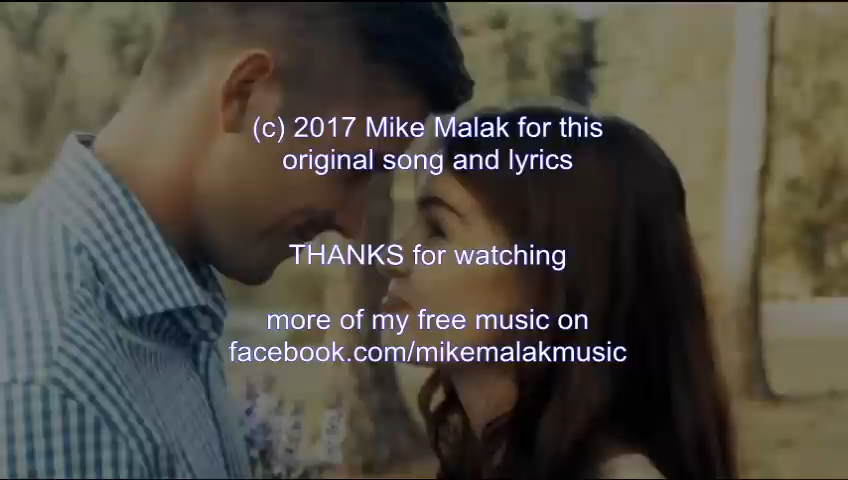 (c) 2017 Mike Malak for this
original song and lyrics
THANKS for watching
more of my free music on
facebook.com/mikemalakmusic